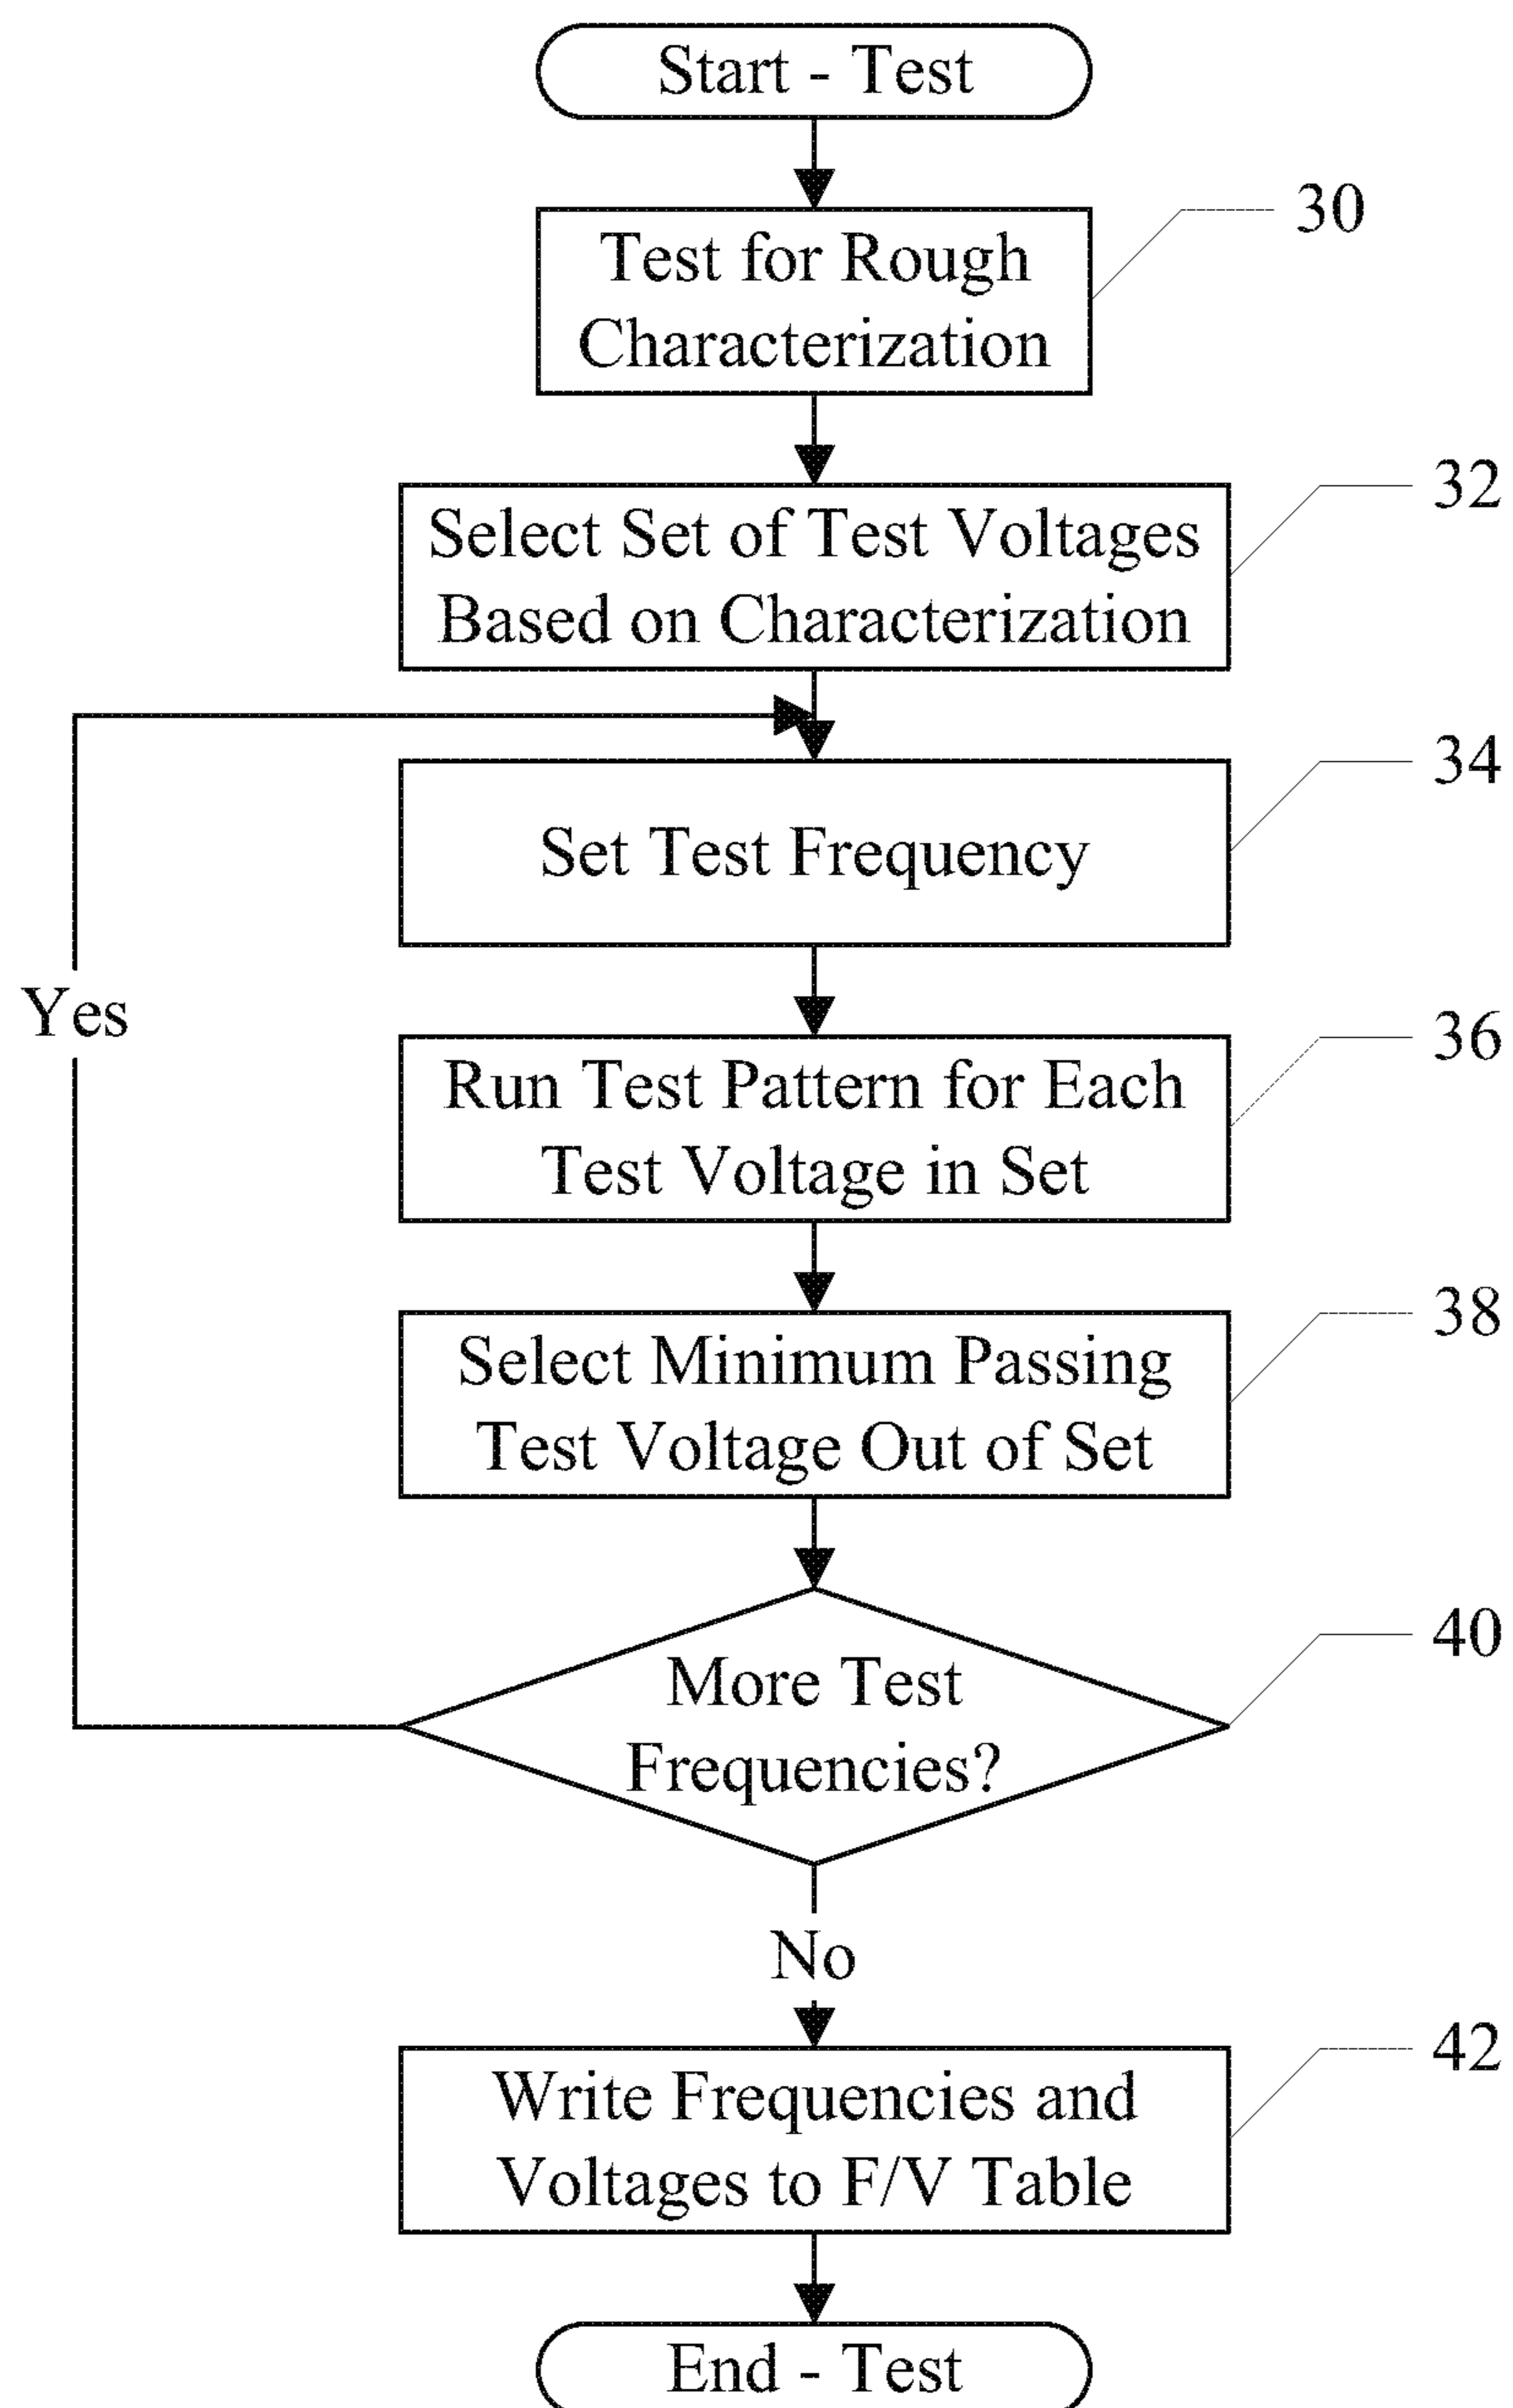 Start - Test
30
Test for Rough
Characterization
32
Select Set of Test Voltages
Based on Characterization
34
Set Test Frequency
Yes
36
Run Test Pattern for Each
Test Voltage in Set
38
Select Minimum Passing
Test Voltage Out of Set
40
More Test
Frequencies?
No
42
Write Frequencies and
Voltages to F/V Table
End - Test